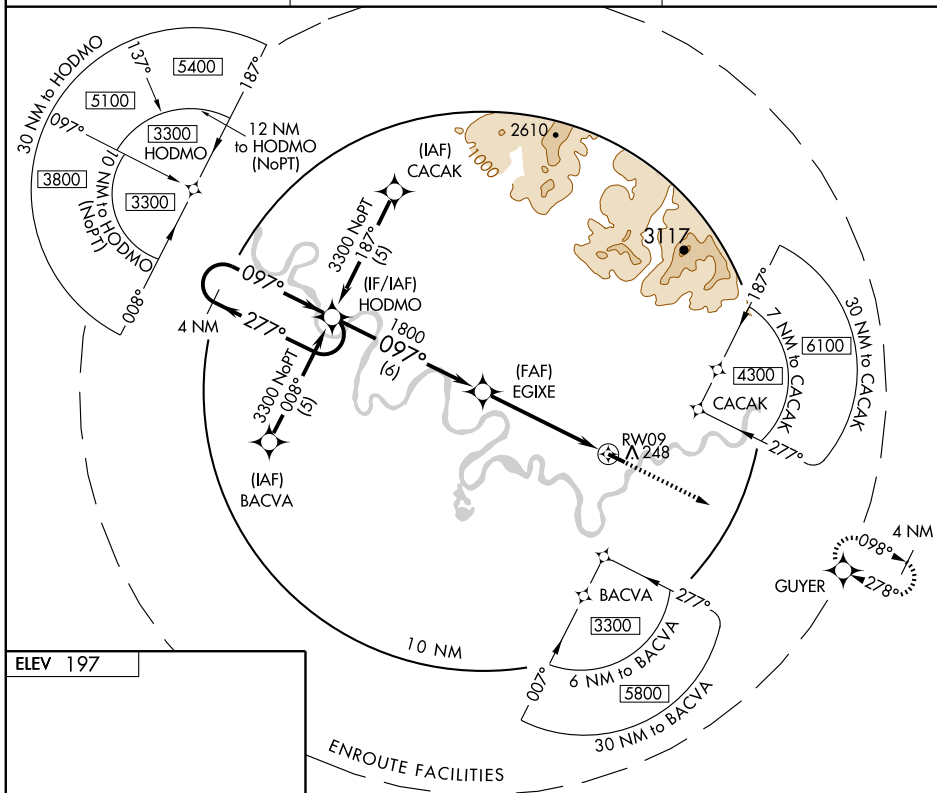 30 NM to HODMO
137°
5400
187°
5100
097°
3300
HODMO
12 NM
to HODMO
(NoPT)
3800
10 NM to HODMO
(NoPT)
3300
008°
(IAF)
CACAK
2610
1000
3117
3300 NoPT
187°
(5)
097°
(IF/IAF)
HODMO
4 NM
277°
1800
097°
(6)
3300 NoPT
008°
(5)
(FAF)
EGIXE
(IAF)
BACVA
RW09
248
187°
7 NM to CACAK
30 NM to CACAK
6100
4300
CACAK
277°
4 NM
098°
278°
GUYER
BACVA
277°
3300
007°
6 NM to BACVA
5800
30 NM to BACVA
10 NM
ELEV 197
ENROUTE FACILITIES